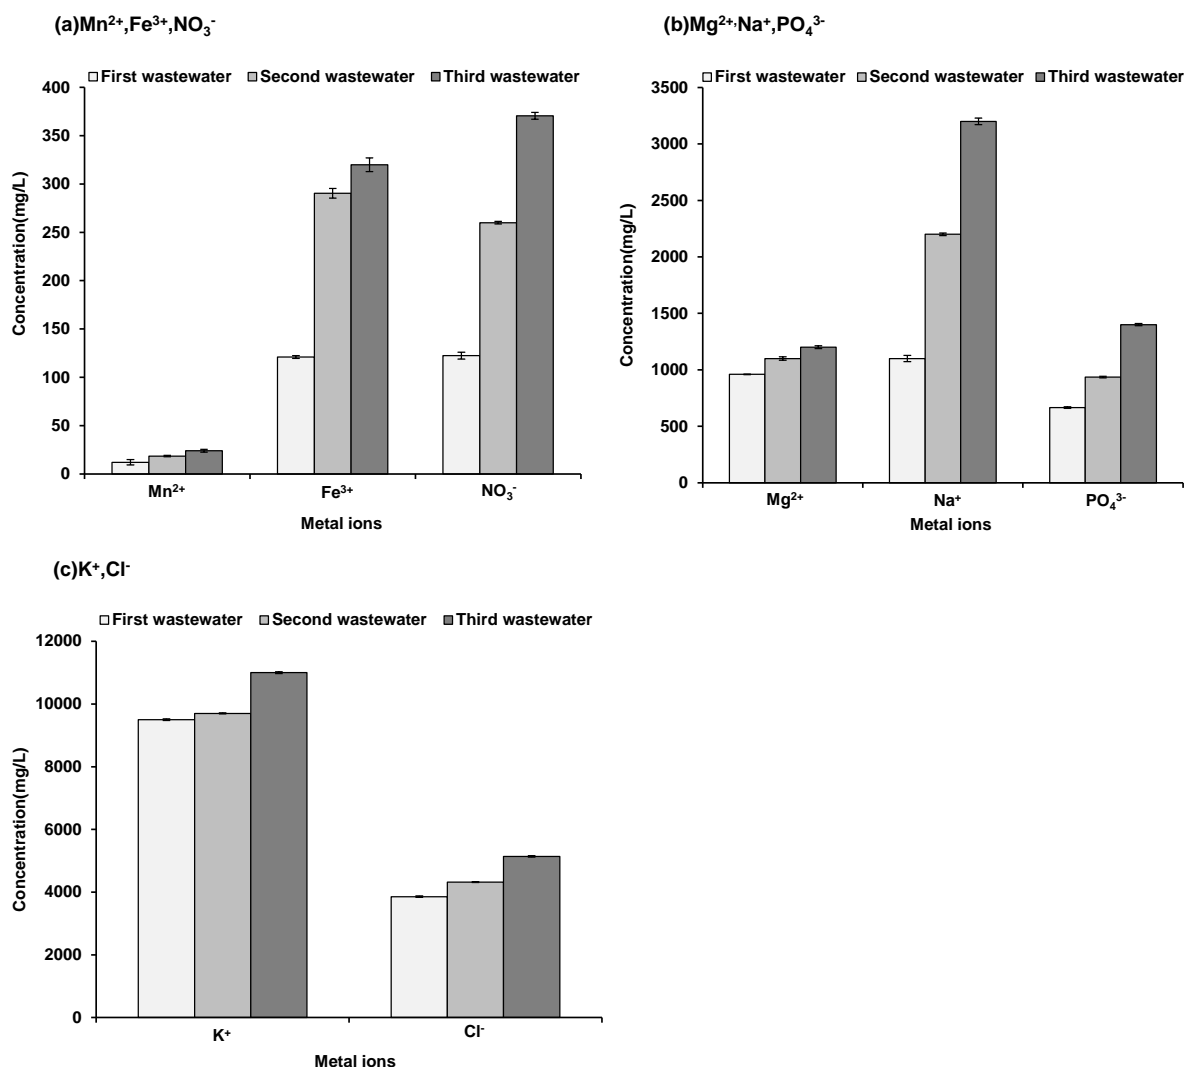 (a)Mn²⁺,Fe³⁺,NO₃⁻
First wastewater Second wastewater Third wastewater
400
350
300
250
200
150
100
50
0
Concentration(mg/L)
Mn²⁺ Fe³⁺ NO₃⁻
Metal ions
(b)Mg²⁺,Na⁺,PO₄³⁻
First wastewater Second wastewater Third wastewater
3500
3000
2500
2000
1500
1000
500
0
Concentration(mg/L)
Mg²⁺ Na⁺ PO₄³⁻
Metal ions
(c)K⁺,Cl⁻
First wastewater Second wastewater Third wastewater
12000
10000
8000
6000
4000
2000
0
Concentration(mg/L)
K⁺ Cl⁻
Metal ions